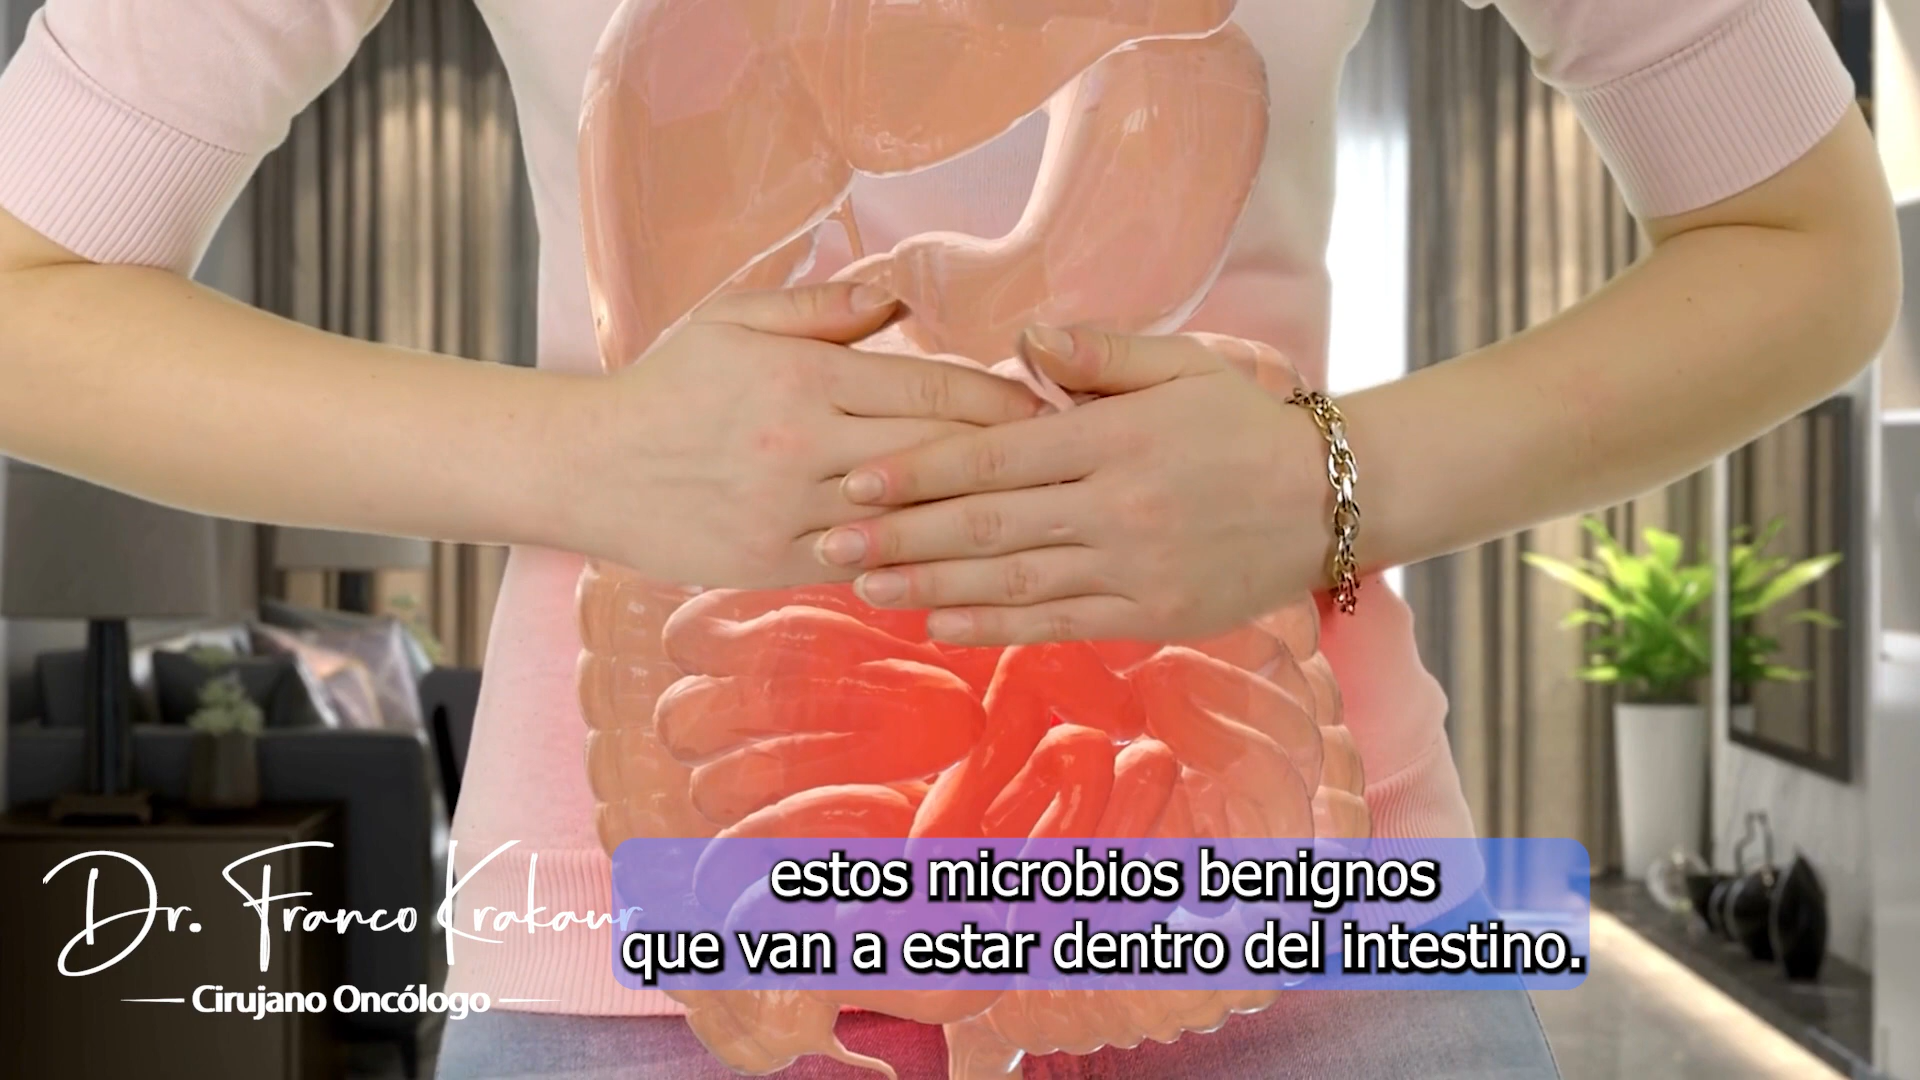 estos microbios benignos
que van a estar dentro del intestino.
Dr. Franco Krakaur
Cirujano Oncólogo